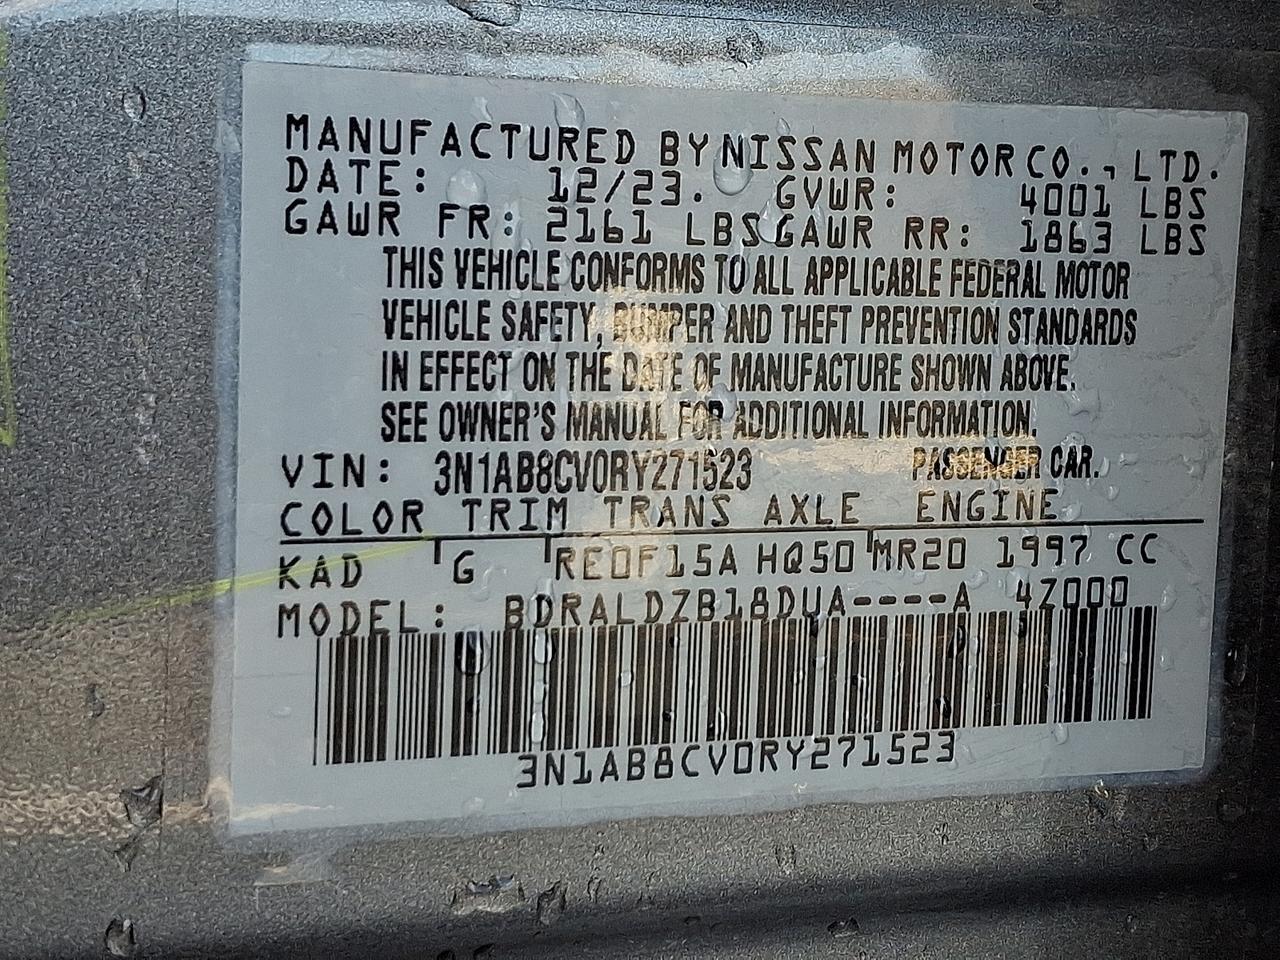 MANUFACTURED BY NISSAN MOTOR CO., LTD.
DATE: 12/23. GVWR: 4001 LBS
GAWR FR: 2161 LBS GAWR RR: 1863 LBS
THIS VEHICLE CONFORMS TO ALL APPLICABLE FEDERAL MOTOR
VEHICLE SAFETY, BUMPER AND THEFT PREVENTION STANDARDS
IN EFFECT ON THE DATE OF MANUFACTURE SHOWN ABOVE.
SEE OWNER'S MANUAL FOR ADDITIONAL INFORMATION.
VIN: 3N1AB8CV0RY271523 PASSENGER CAR.
COLOR TRIM TRANS AXLE ENGINE
KAD G RE0F15A HQ50 MR20 1997 CC
MODEL: BDRALDZB18DUA----A 4Z000
3N1AB8CV0RY271523